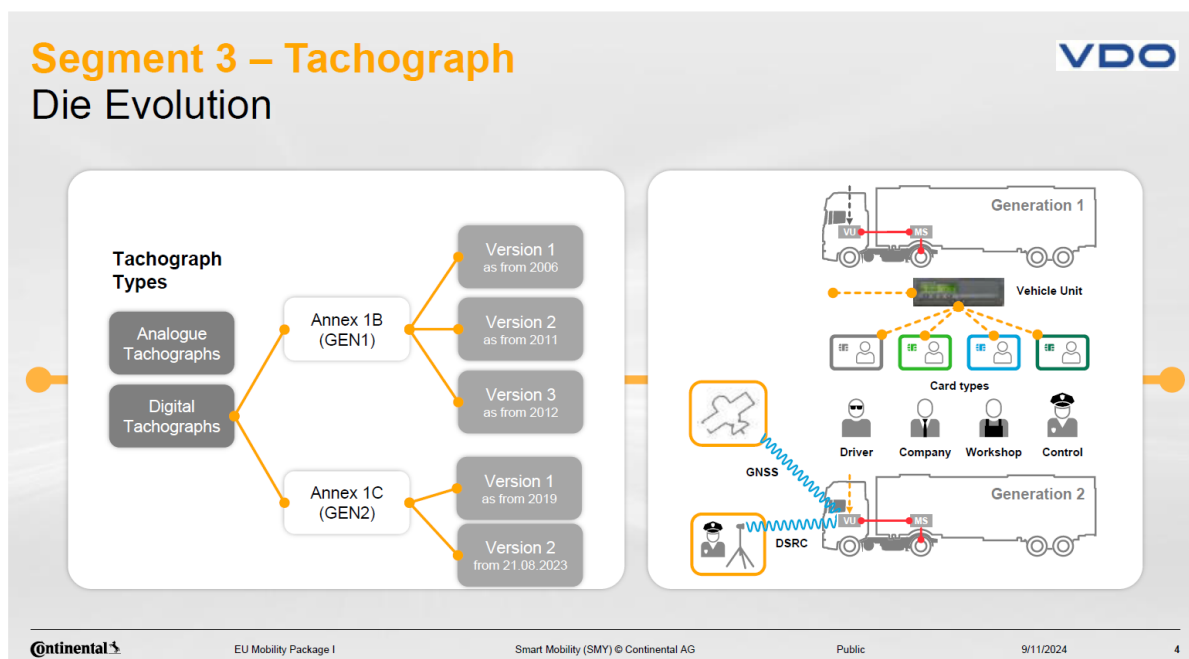 Segment 3 – Tachograph
Die Evolution
VDO
Tachograph
Types
Analogue
Tachographs
Digital
Tachographs
Annex 1B
(GEN1)
Annex 1C
(GEN2)
Version 1
as from 2006
Version 2
as from 2011
Version 3
as from 2012
Version 1
as from 2019
Version 2
from 21.08.2023
Generation 1
VU
MS
Vehicle Unit
Card types
Driver
Company
Workshop
Control
GNSS
DSRC
Generation 2
VU
MS
Continental
EU Mobility Package I
Smart Mobility (SMY) © Continental AG
Public
9/11/2024
4